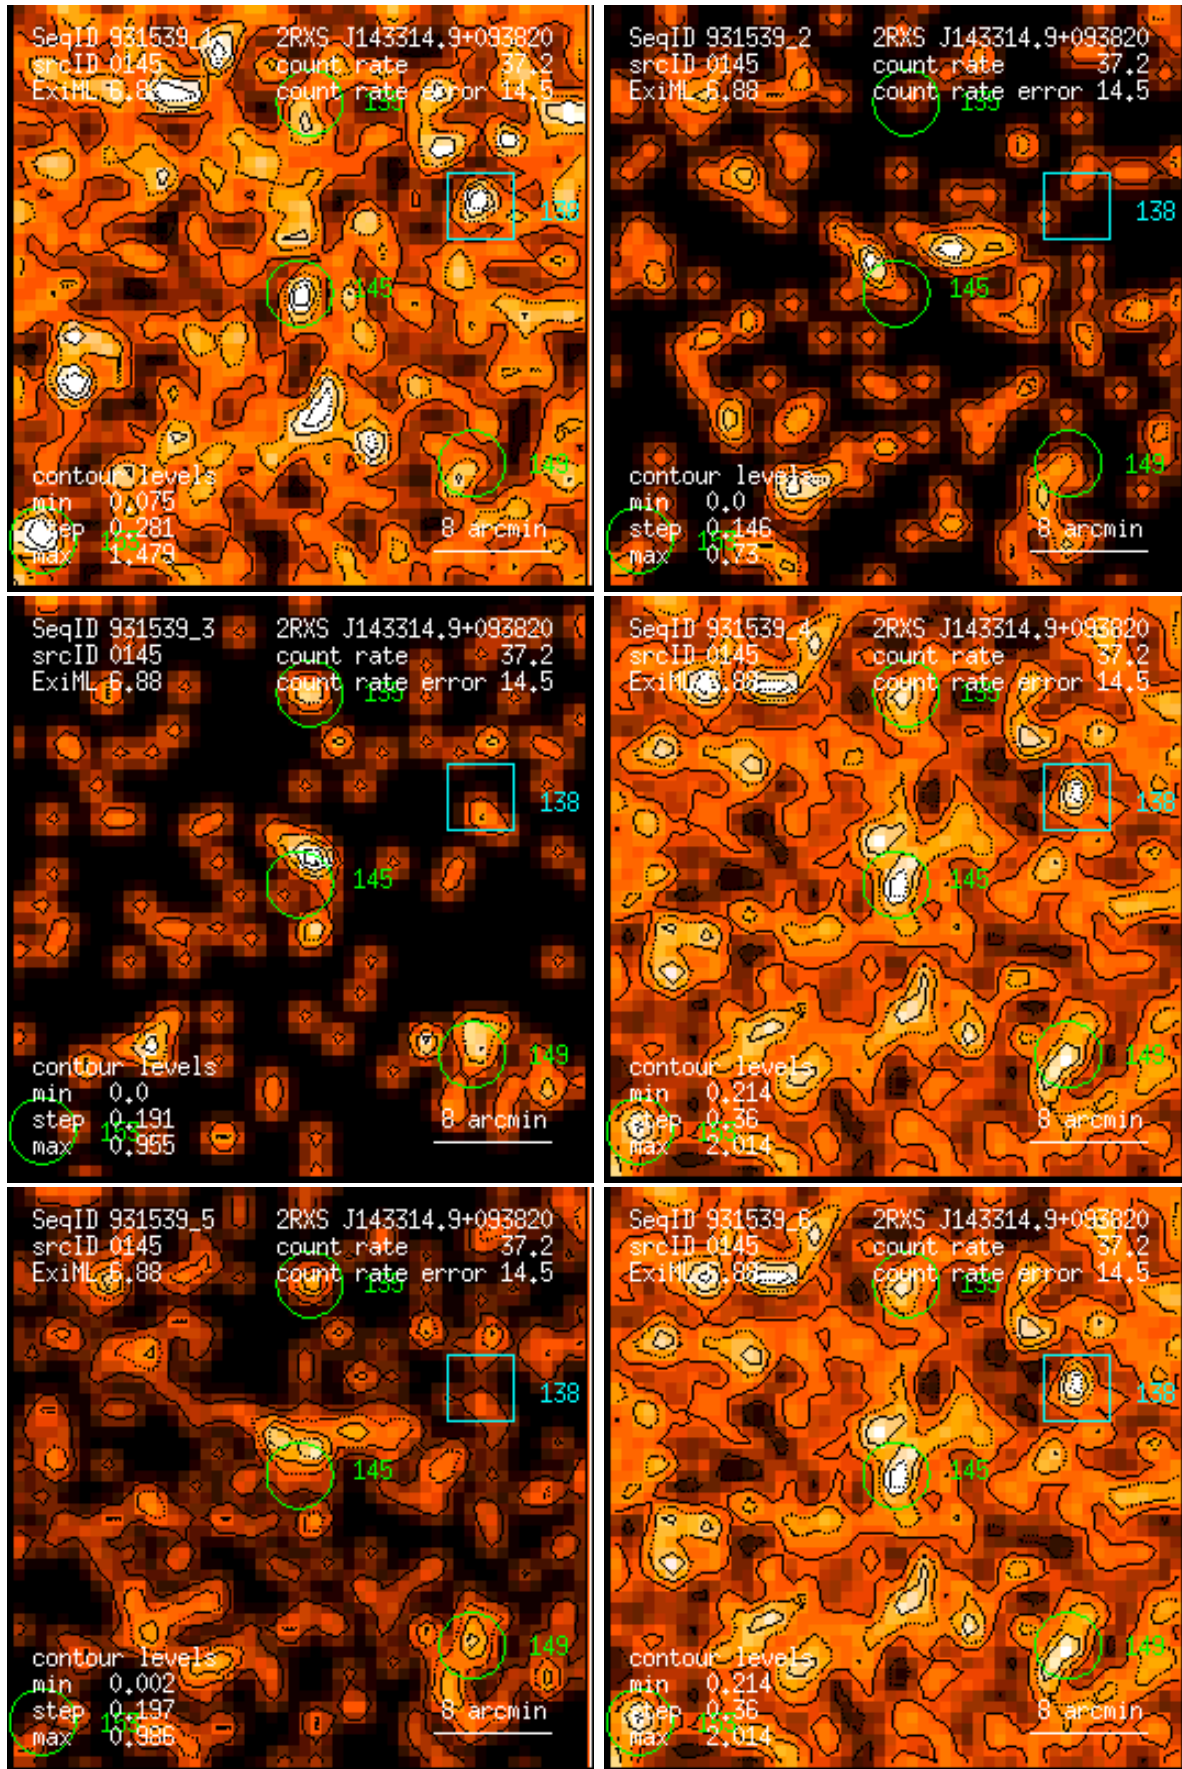 SeqID 931539_1 2RXS J143314.9+093820
srcID 0145 count rate 37.2
ExiML 6.88 count rate error 14.5
138
145
149
contour levels
min 0.075
step 0.281 8 arcmin
max 1.479
SeqID 931539_2 2RXS J143314.9+093820
srcID 0145 count rate 37.2
ExiML 6.88 count rate error 14.5
138
145
149
contour levels
min 0.0
step 0.146 8 arcmin
max 0.73
SeqID 931539_3 2RXS J143314.9+093820
srcID 0145 count rate 37.2
ExiML 6.88 count rate error 14.5
138
145
149
contour levels
min 0.0
step 0.191 8 arcmin
max 0.955
SeqID 931539_4 2RXS J143314.9+093820
srcID 0145 count rate 37.2
ExiML 6.88 count rate error 14.5
138
145
149
contour levels
min 0.214
step 0.36 8 arcmin
max 2.014
SeqID 931539_5 2RXS J143314.9+093820
srcID 0145 count rate 37.2
ExiML 6.88 count rate error 14.5
138
145
149
contour levels
min 0.002
step 0.197 8 arcmin
max 0.986
SeqID 931539_6 2RXS J143314.9+093820
srcID 0145 count rate 37.2
ExiML 6.88 count rate error 14.5
138
145
149
contour levels
min 0.214
step 0.36 8 arcmin
max 2.014